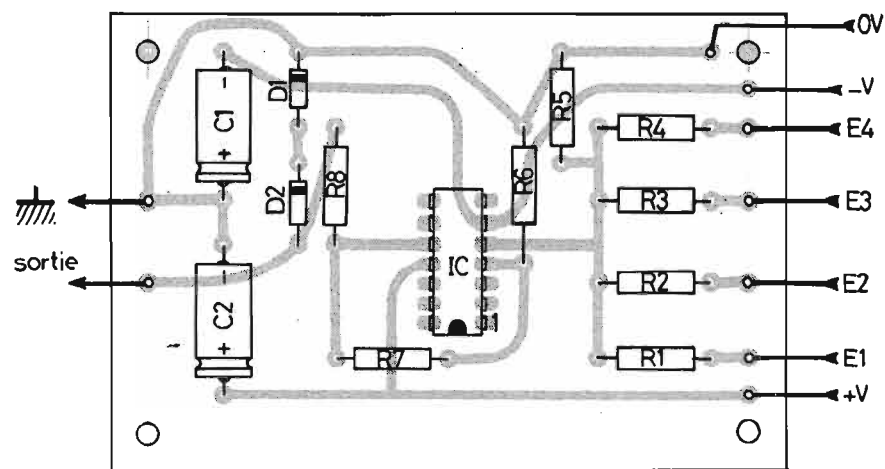 0V
-V
E4
E3
E2
E1
+V
sortie
- C1 +
- C2 +
D1
D2
R8
R7
R6
R5
R4
R3
R2
R1
IC
1